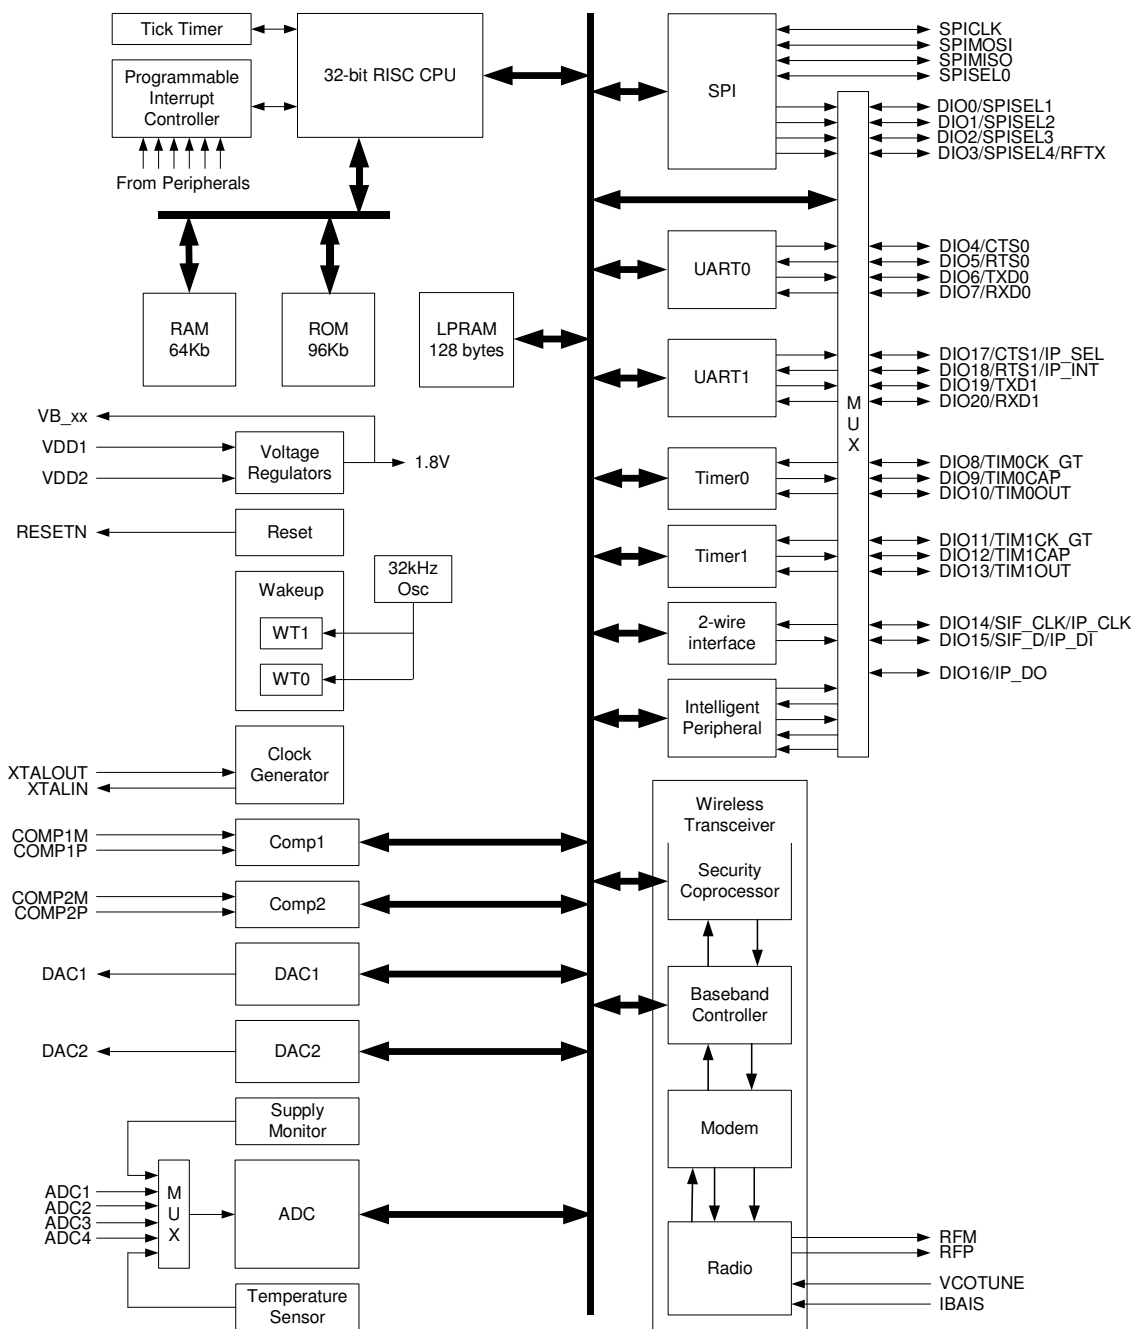 Tick Timer
32-bit RISC CPU
Programmable
Interrupt
Controller
From Peripherals
RAM
64Kb
ROM
96Kb
LPRAM
128 bytes
VB_xx
VDD1
VDD2
Voltage
Regulators
1.8V
RESETN
Reset
Wakeup
32kHz
Osc
WT1
WT0
XTALOUT
XTALIN
Clock
Generator
COMP1M
COMP1P
Comp1
COMP2M
COMP2P
Comp2
DAC1
DAC1
DAC2
DAC2
Supply
Monitor
ADC1
ADC2
ADC3
ADC4
M
U
X
ADC
Temperature
Sensor
SPI
SPICLK
SPIMOSI
SPIMISO
SPISEL0
DIO0/SPISEL1
DIO1/SPISEL2
DIO2/SPISEL3
DIO3/SPISEL4/RFTX
UART0
DIO4/CTS0
DIO5/RTS0
DIO6/TXD0
DIO7/RXD0
UART1
DIO17/CTS1/IP_SEL
DIO18/RTS1/IP_INT
DIO19/TXD1
DIO20/RXD1
M
U
X
Timer0
DIO8/TIM0CK_GT
DIO9/TIM0CAP
DIO10/TIM0OUT
Timer1
DIO11/TIM1CK_GT
DIO12/TIM1CAP
DIO13/TIM1OUT
2-wire
interface
DIO14/SIF_CLK/IP_CLK
DIO15/SIF_D/IP_DI
DIO16/IP_DO
Intelligent
Peripheral
Wireless
Transceiver
Security
Coprocessor
Baseband
Controller
Modem
Radio
RFM
RFP
VCOTUNE
IBAIS